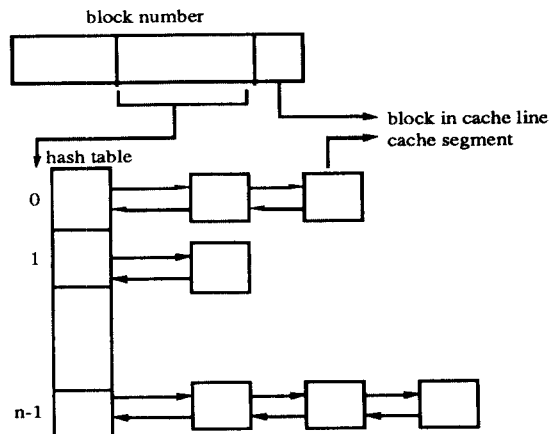 block number
block in cache line
cache segment
hash table
0
1
n-1